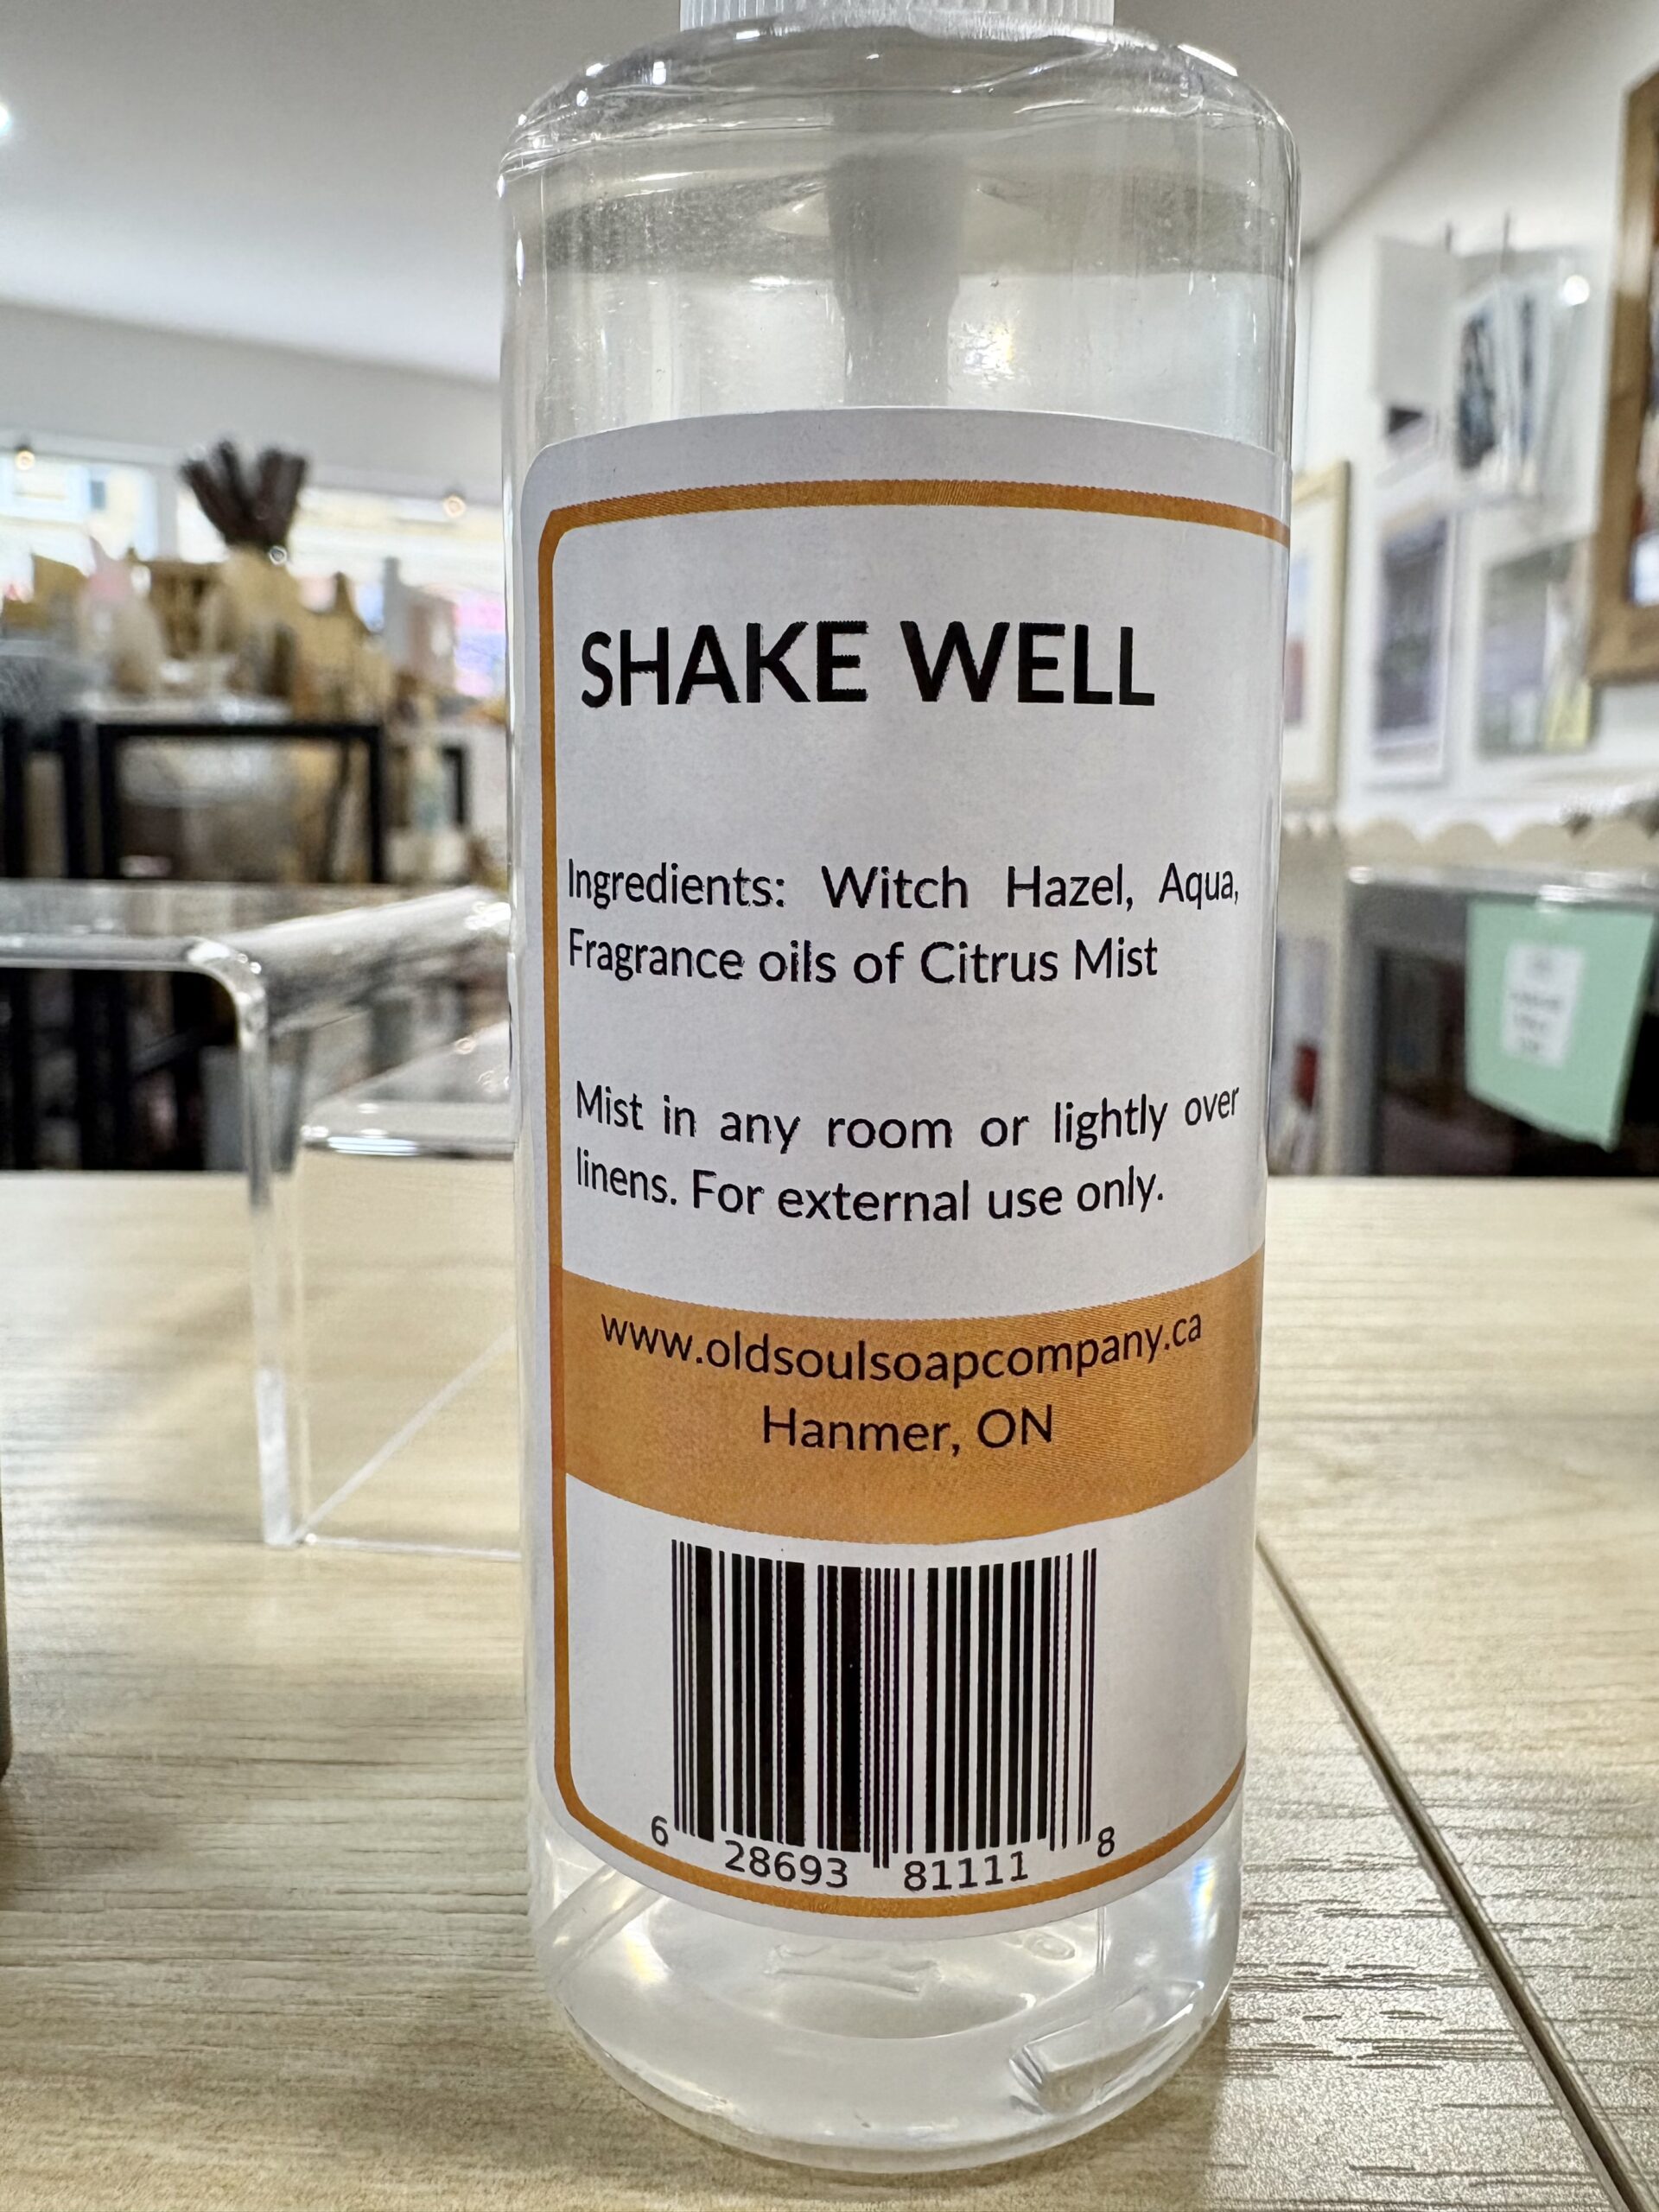 SHAKE WELL
Ingredients: Witch Hazel, Aqua,
Fragrance oils of Citrus Mist
Mist in any room or lightly over
linens. For external use only.
www.oldsoulsoapcompany.ca
Hanmer, ON
6 28693 81111 8